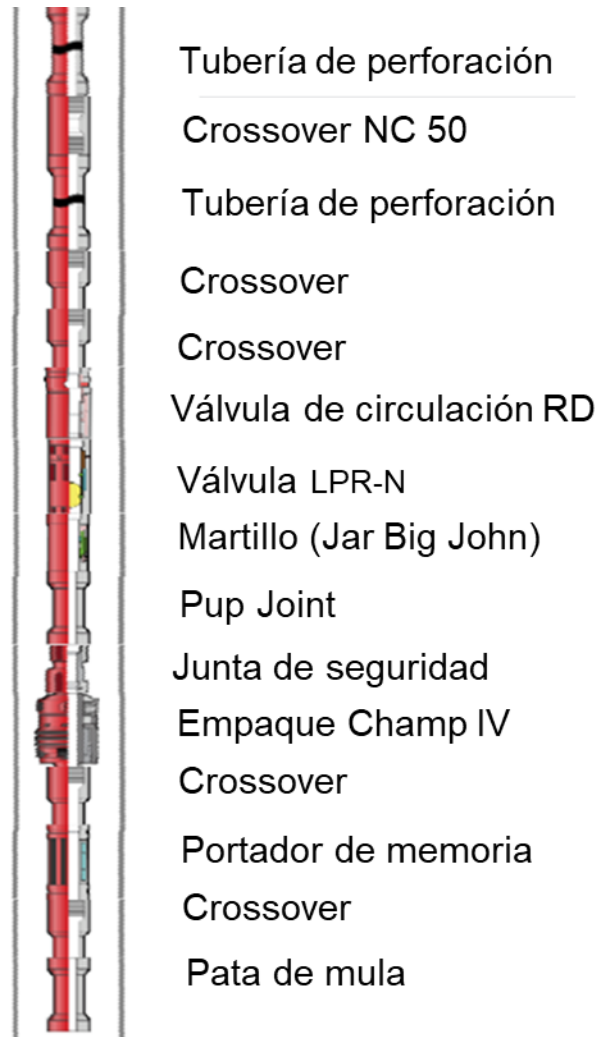 Tubería de perforación
Crossover NC 50
Tubería de perforación
Crossover
Crossover
Válvula de circulación RD
Válvula LPR-N
Martillo (Jar Big John)
Pup Joint
Junta de seguridad
Empaque Champ IV
Crossover
Portador de memoria
Crossover
Pata de mula